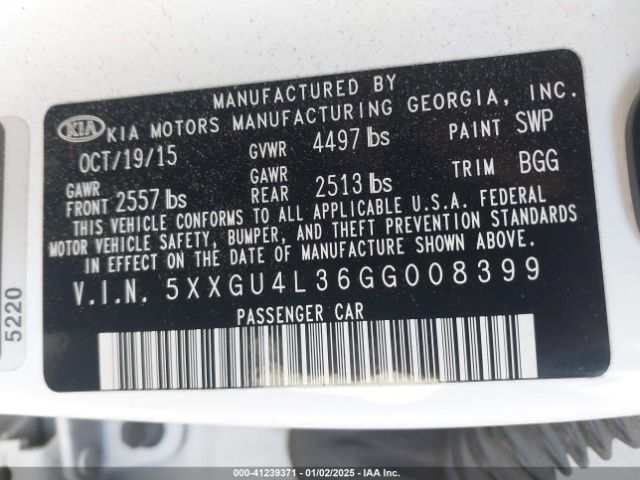 MANUFACTURED BY
KIA KIA MOTORS MANUFACTURING GEORGIA, INC.
OCT/19/15 GVWR 4497 lbs PAINT SWP
GAWR FRONT 2557 lbs GAWR REAR 2513 lbs TRIM BGG
THIS VEHICLE CONFORMS TO ALL APPLICABLE U.S.A. FEDERAL
MOTOR VEHICLE SAFETY, BUMPER, AND THEFT PREVENTION STANDARDS
IN EFFECT ON THE DATE OF MANUFACTURE SHOWN ABOVE.
V.I.N. 5XXGU4L36GG008399
PASSENGER CAR
5220
000-41239371 - 01/02/2025 - IAA Inc.